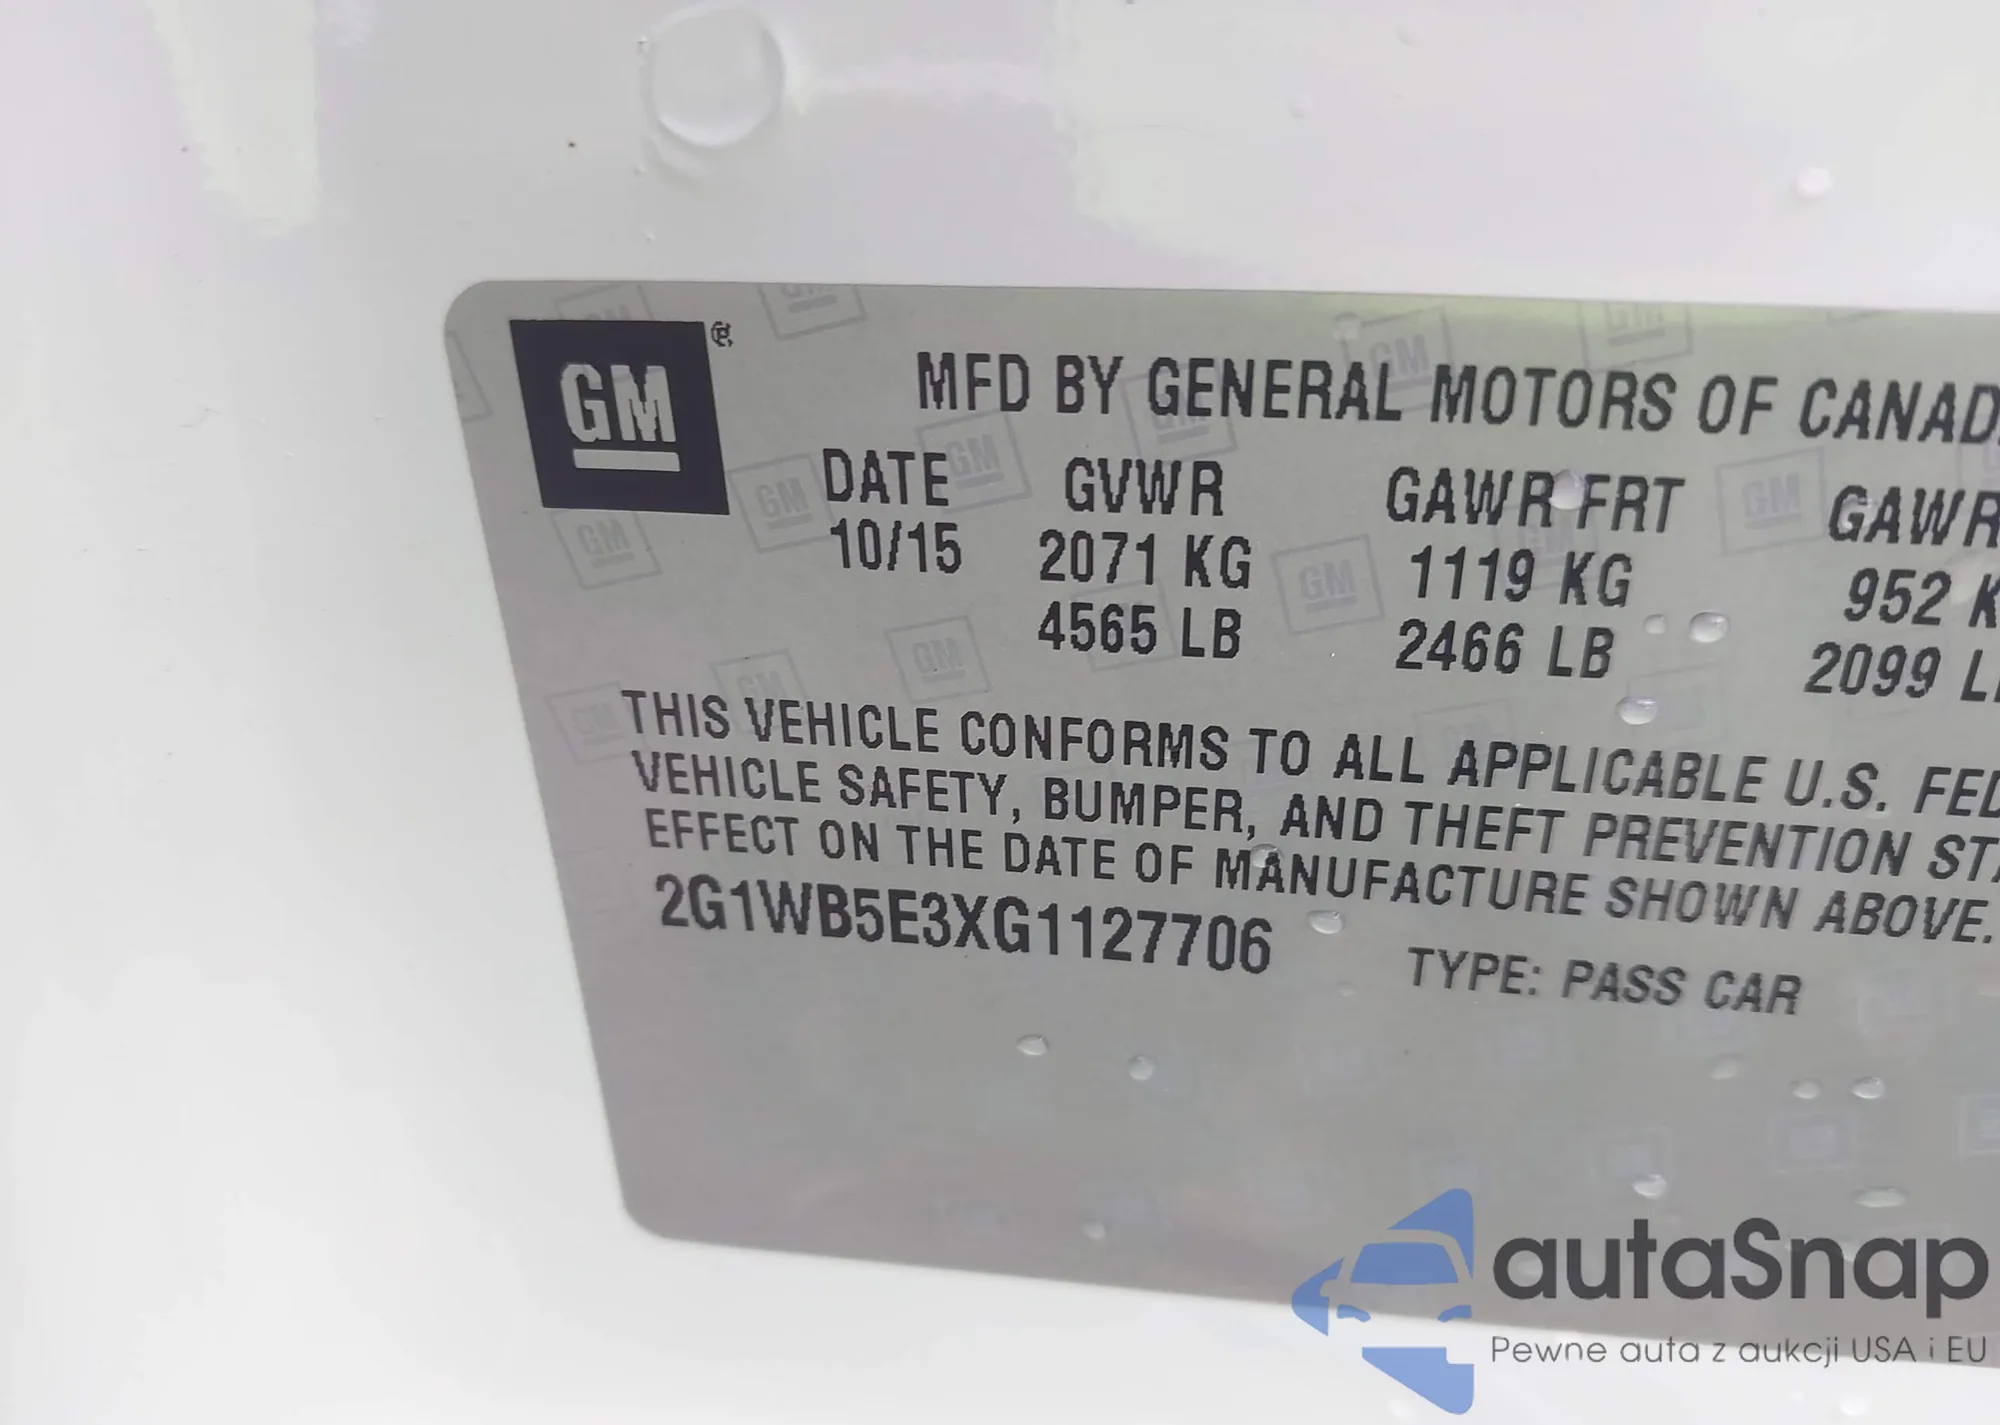 GM
MFD BY GENERAL MOTORS OF CANAD
DATE GVWR GAWR FRT GAWR
10/15 2071 KG 1119 KG 952 K
4565 LB 2466 LB 2099 L
THIS VEHICLE CONFORMS TO ALL APPLICABLE U.S. FED
VEHICLE SAFETY, BUMPER, AND THEFT PREVENTION ST
EFFECT ON THE DATE OF MANUFACTURE SHOWN ABOVE.
2G1WB5E3XG1127706 TYPE: PASS CAR
autaSnap
Pewne auta z aukcji USA i EU